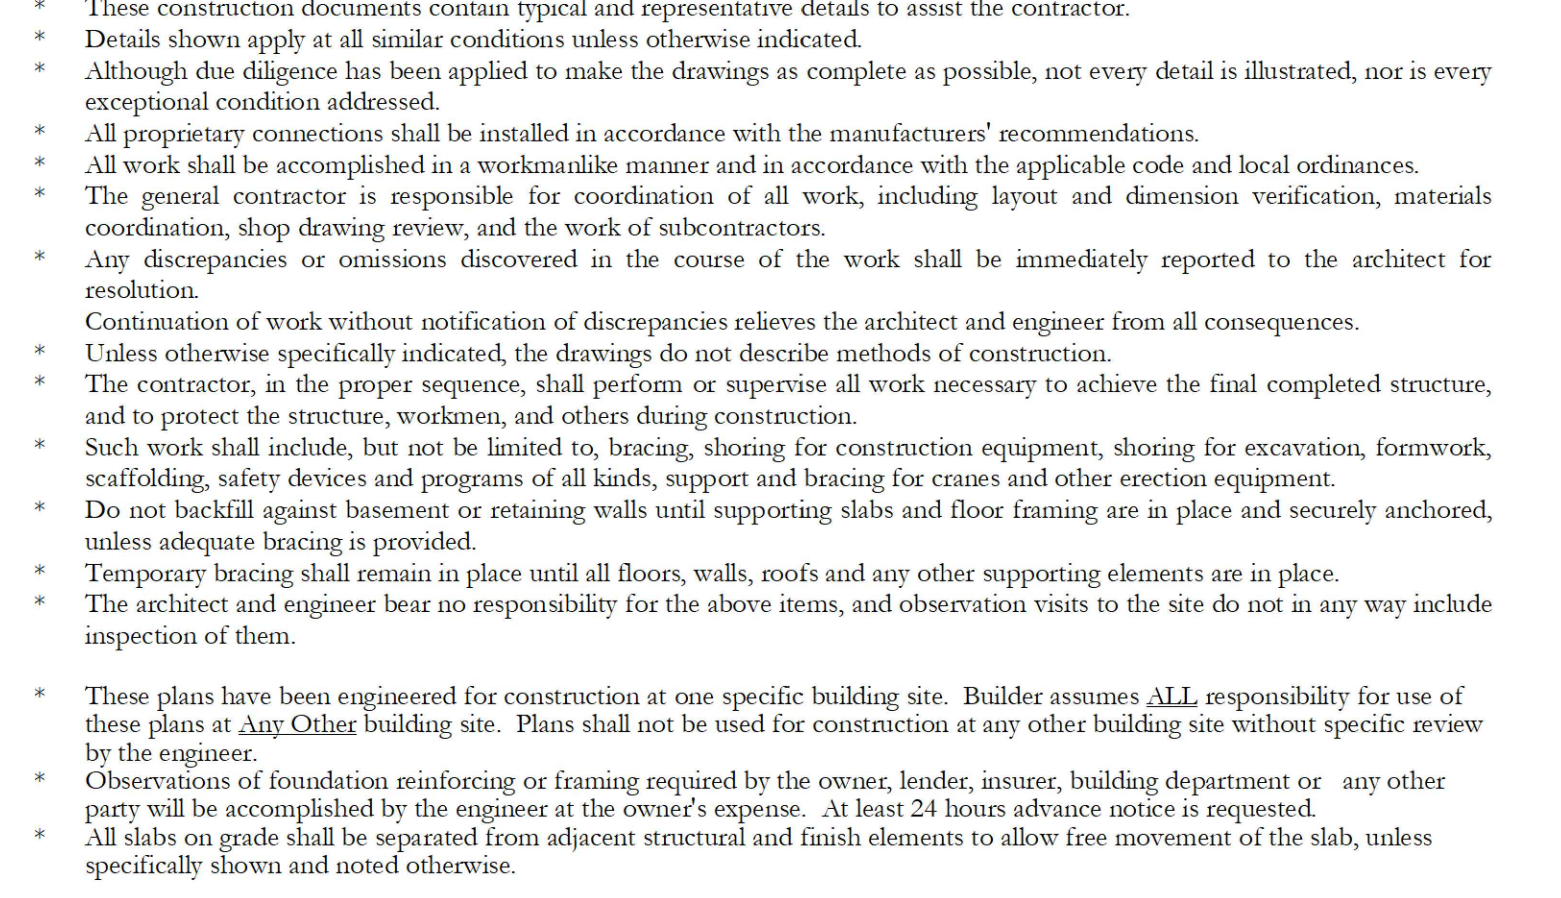 * These construction documents contain typical and representative details to assist the contractor.
* Details shown apply at all similar conditions unless otherwise indicated.
* Although due diligence has been applied to make the drawings as complete as possible, not every detail is illustrated, nor is every
exceptional condition addressed.
* All proprietary connections shall be installed in accordance with the manufacturers' recommendations.
* All work shall be accomplished in a workmanlike manner and in accordance with the applicable code and local ordinances.
* The general contractor is responsible for coordination of all work, including layout and dimension verification, materials
coordination, shop drawing review, and the work of subcontractors.
* Any discrepancies or omissions discovered in the course of the work shall be immediately reported to the architect for
resolution.
Continuation of work without notification of discrepancies relieves the architect and engineer from all consequences.
* Unless otherwise specifically indicated, the drawings do not describe methods of construction.
* The contractor, in the proper sequence, shall perform or supervise all work necessary to achieve the final completed structure,
and to protect the structure, workmen, and others during construction.
* Such work shall include, but not be limited to, bracing, shoring for construction equipment, shoring for excavation, formwork,
scaffolding, safety devices and programs of all kinds, support and bracing for cranes and other erection equipment.
* Do not backfill against basement or retaining walls until supporting slabs and floor framing are in place and securely anchored,
unless adequate bracing is provided.
* Temporary bracing shall remain in place until all floors, walls, roofs and any other supporting elements are in place.
* The architect and engineer bear no responsibility for the above items, and observation visits to the site do not in any way include
inspection of them.
* These plans have been engineered for construction at one specific building site. Builder assumes ALL responsibility for use of
these plans at Any Other building site. Plans shall not be used for construction at any other building site without specific review
by the engineer.
* Observations of foundation reinforcing or framing required by the owner, lender, insurer, building department or any other
party will be accomplished by the engineer at the owner's expense. At least 24 hours advance notice is requested.
* All slabs on grade shall be separated from adjacent structural and finish elements to allow free movement of the slab, unless
specifically shown and noted otherwise.